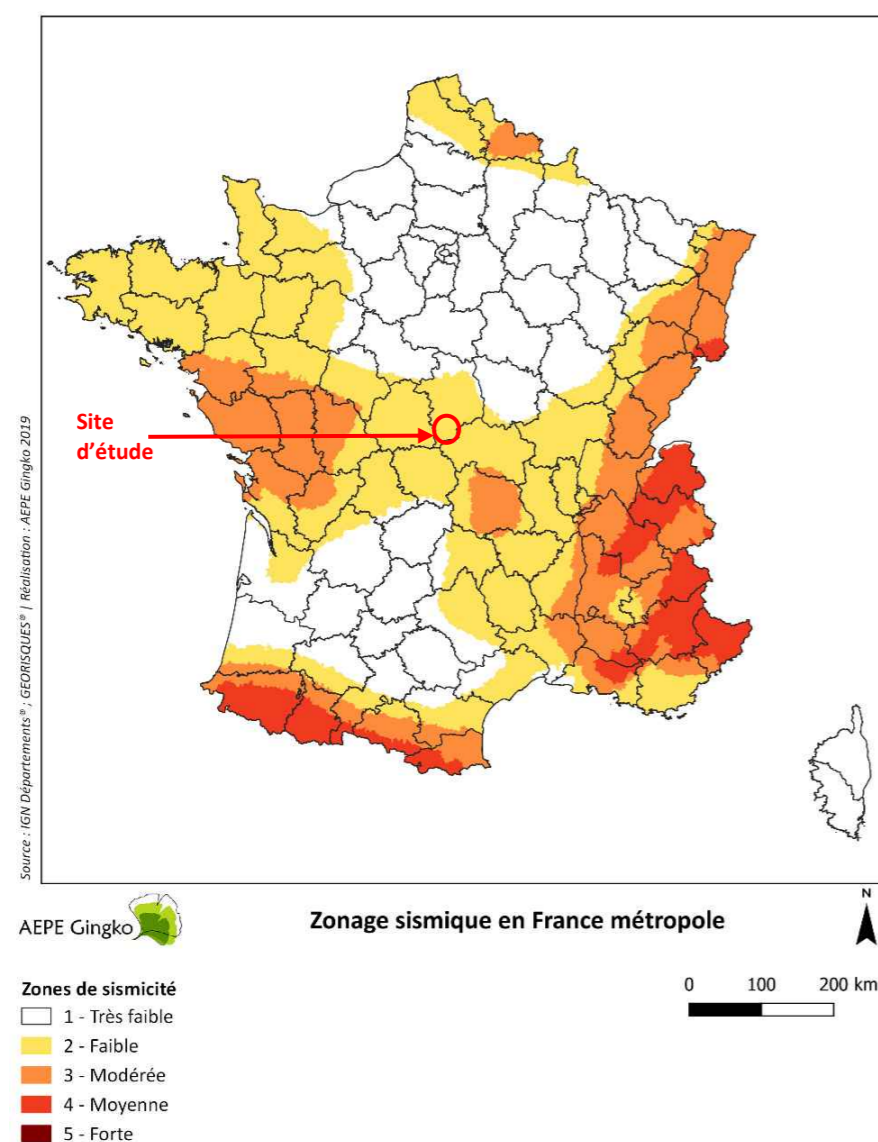 Site
d'étude
Source : IGN Départements® ; GEORISQUES® | Réalisation : AEPE Gingko 2019
AEPE Gingko
Zonage sismique en France métropole
N
0 100 200 km
Zones de sismicité
1 - Très faible
2 - Faible
3 - Modérée
4 - Moyenne
5 - Forte